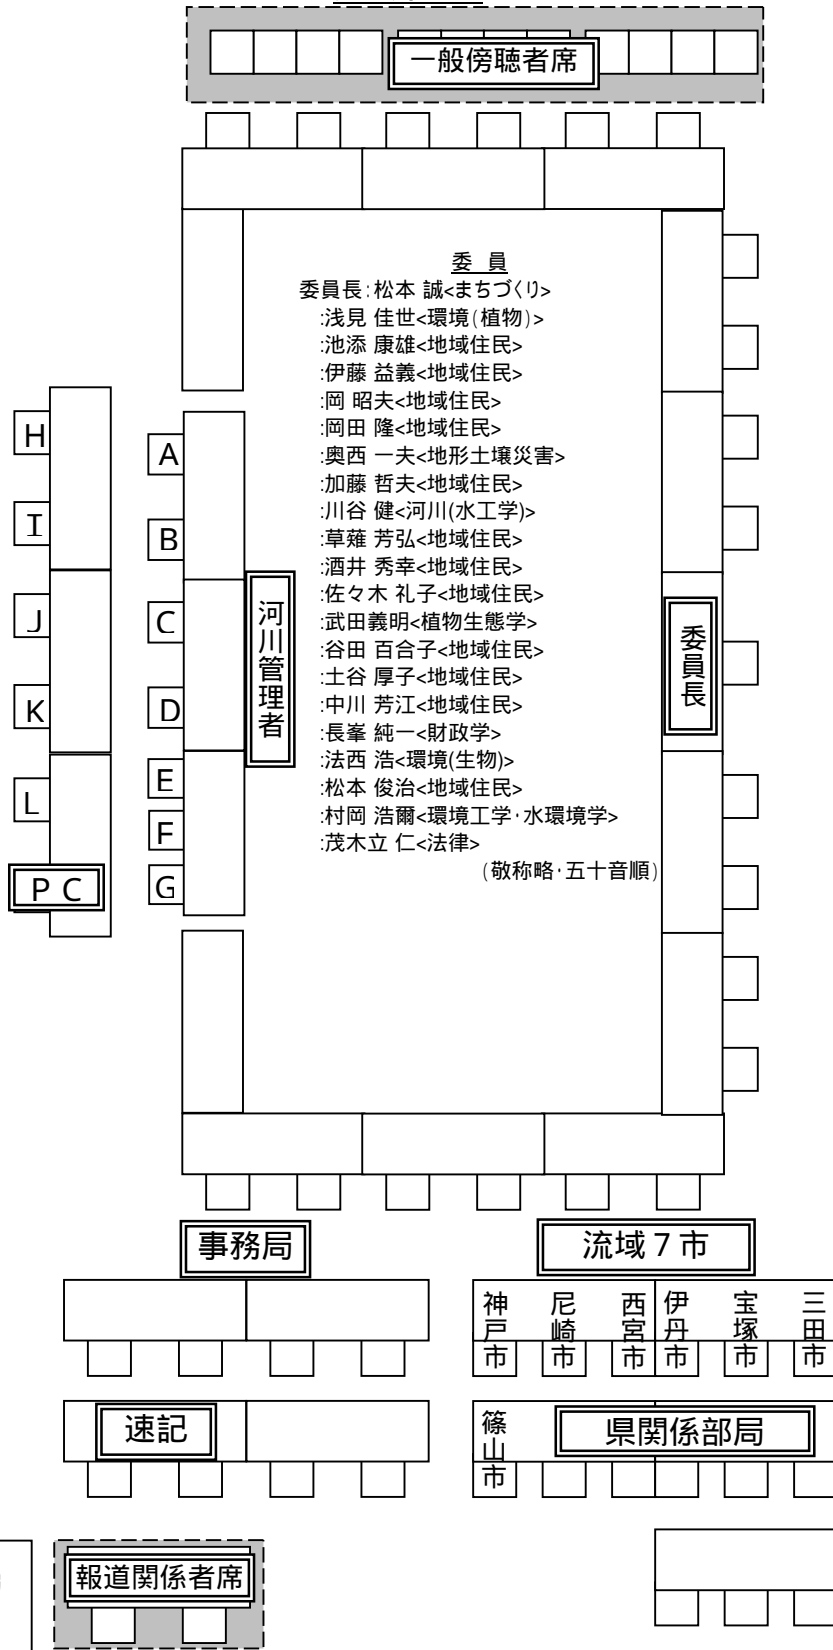 一般傍聴者席
委 員
委員長:松本 誠<まちづくり>
:浅見 佳世<環境(植物)>
:池添 康雄<地域住民>
:伊藤 益義<地域住民>
:岡 昭夫<地域住民>
:岡田 隆<地域住民>
:奥西 一夫<地形土壌災害>
:加藤 哲夫<地域住民>
:川谷 健<河川(水工学)>
:草薙 芳弘<地域住民>
:酒井 秀幸<地域住民>
:佐々木 礼子<地域住民>
:武田義明<植物生態学>
:谷田 百合子<地域住民>
:土谷 厚子<地域住民>
:中川 芳江<地域住民>
:長峯 純一<財政学>
:法西 浩<環境(生物)>
:松本 俊治<地域住民>
:村岡 浩爾<環境工学･水環境学>
:茂木立 仁<法律>
(敬称略･五十音順)
H
I
J
K
L
ＰＣ
A
B
C
D
E
F
G
河川管理者
委員長
事務局
流域７市
神戸市
尼崎市
西宮市
伊丹市
宝塚市
三田市
速記
篠山市
県関係部局
報道関係者席